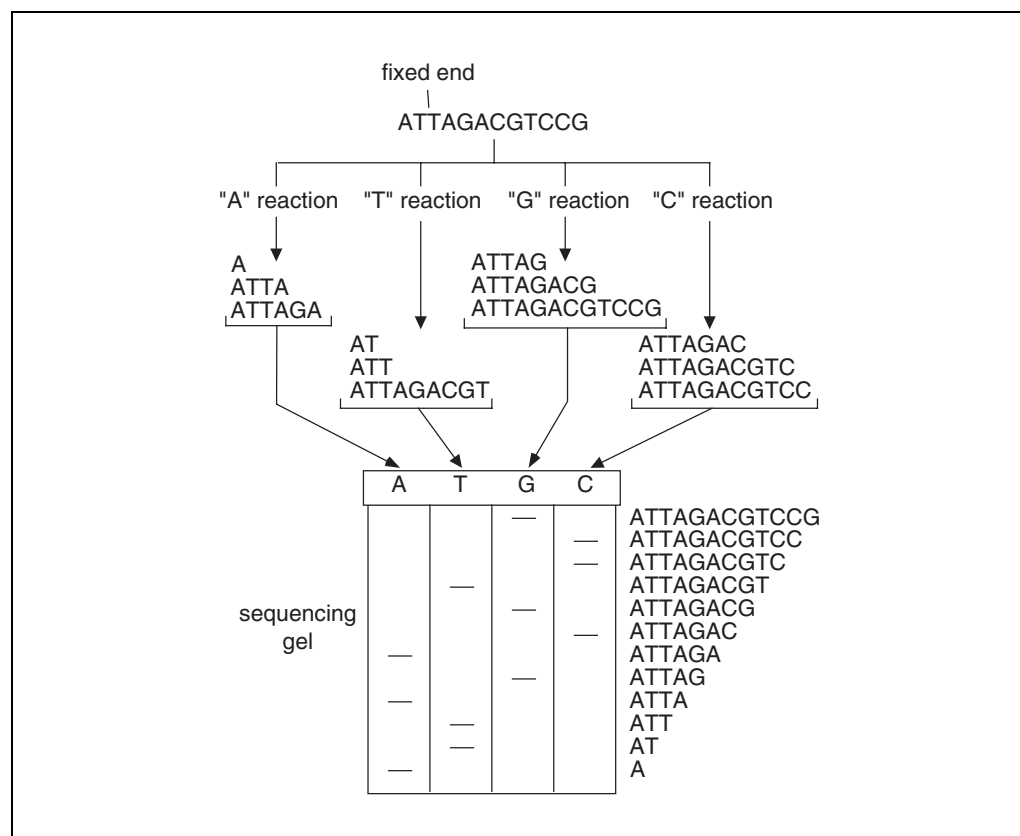 fixed end
ATTAGACGTCCG
"A" reaction "T" reaction "G" reaction "C" reaction
A
ATTA
ATTAGA
AT
ATT
ATTAGACGT
ATTAG
ATTAGACG
ATTAGACGTCCG
ATTAGAC
ATTAGACGTC
ATTAGACGTCC
A T G C
sequencing
gel
ATTAGACGTCCG
ATTAGACGTCC
ATTAGACGTC
ATTAGACGT
ATTAGACG
ATTAGAC
ATTAGA
ATTAG
ATTA
ATT
AT
A